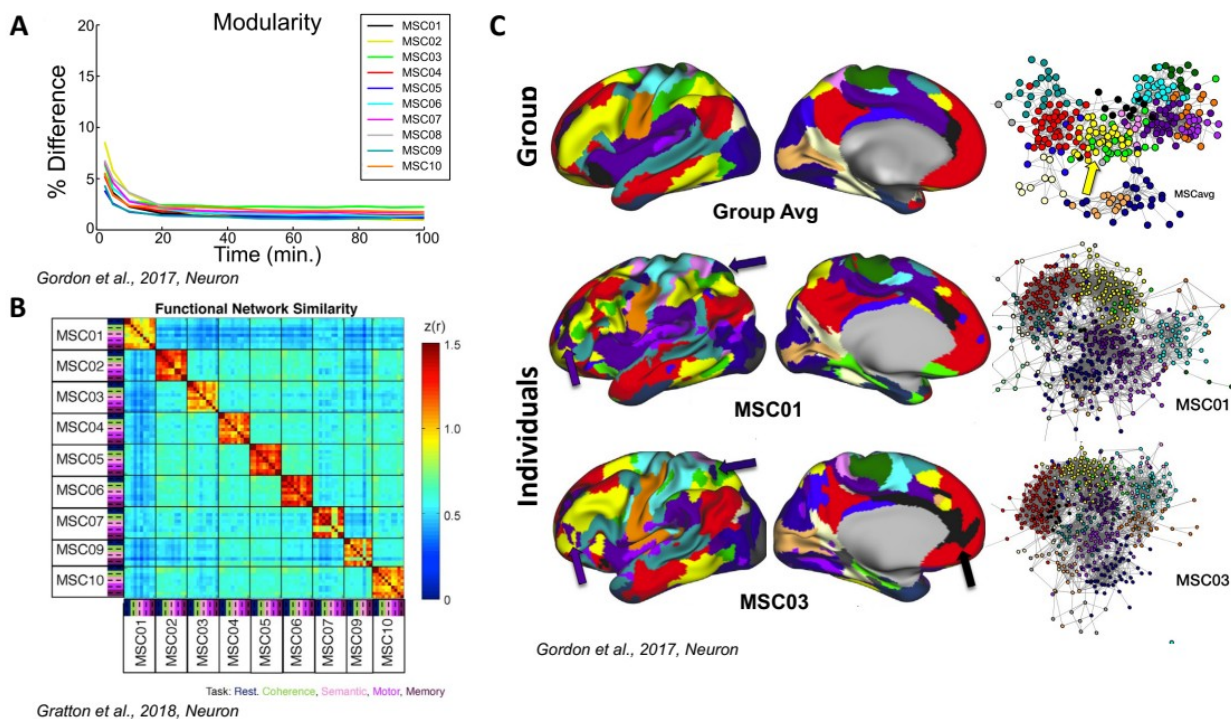 A
Modularity
% Difference
20
15
10
5
0
0
20
40
60
80
100
Time (min.)
MSC01
MSC02
MSC03
MSC04
MSC05
MSC06
MSC07
MSC08
MSC09
MSC10
Gordon et al., 2017, Neuron
B
Functional Network Similarity
MSC01
MSC02
MSC03
MSC04
MSC05
MSC06
MSC07
MSC09
MSC10
z(r)
1.5
1.0
0.5
0
MSC01
MSC02
MSC03
MSC04
MSC05
MSC06
MSC07
MSC09
MSC10
Task: Rest. Coherence, Semantic, Motor, Memory
Gratton et al., 2018, Neuron
C
Group
Group Avg
MSCavg
Individuals
MSC01
MSC01
MSC03
MSC03
Gordon et al., 2017, Neuron